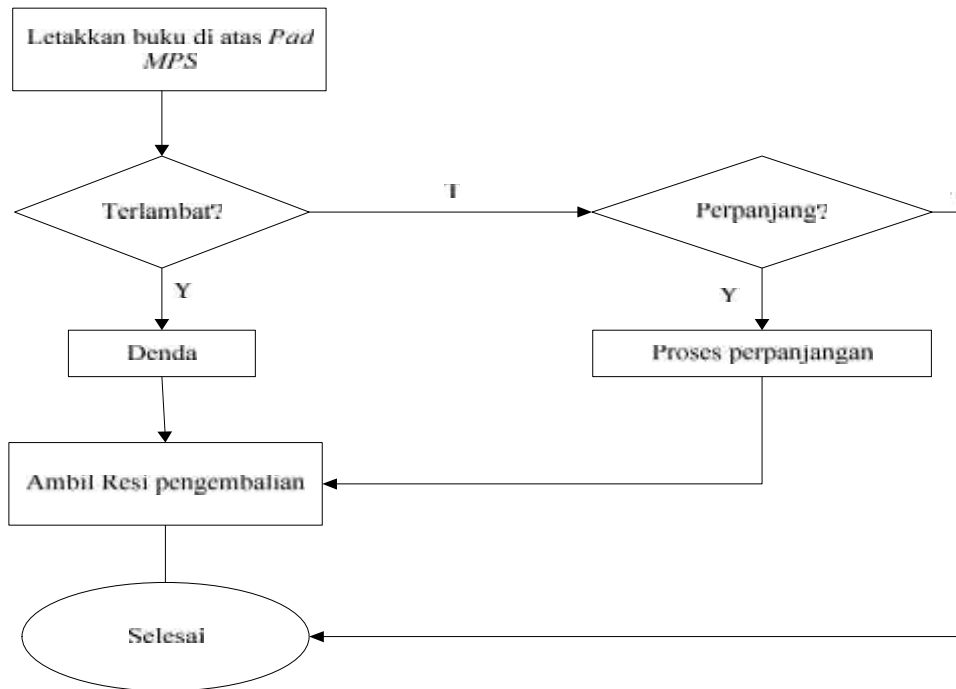 Letakkan buku di atas Pad
MPS
Terlambat?
T
Perpanjang?
Y
Y
Denda
Proses perpanjangan
Ambil Resi pengembalian
Selesai